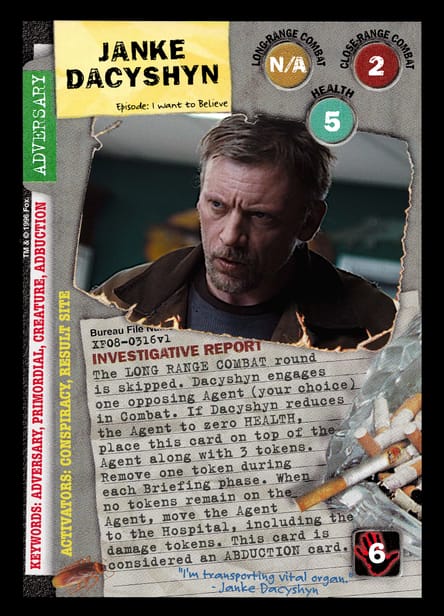 JANKE
DACYSHYN
Episode: I want to Believe
LONG-RANGE COMBAT
N/A
CLOSE-RANGE COMBAT
2
HEALTH
5
ADVERSARY
TM & © 1996 Fox.
KEYWORDS: ADVERSARY, PRIMORDIAL, CREATURE, ADBUCTION
ACTIVATORS: CONSPIRACY, RESULT SITE
Bureau File
XF08-0316v1
INVESTIGATIVE REPORT
The LONG RANGE COMBAT round
is skipped. Dacyshyn engages
one opposing Agent (your choice)
in Combat. If Dacyshyn reduces
the Agent to zero HEALTH,
place this card on top of the
Agent along with 3 tokens.
Remove one token during
each Briefing phase. When
no tokens remain on the
Agent, move the Agent
to the Hospital, including the
damage tokens. This card is
considered an ABDUCTION card.
"I'm transporting vital organ."
- Janke Dacyshyn
6